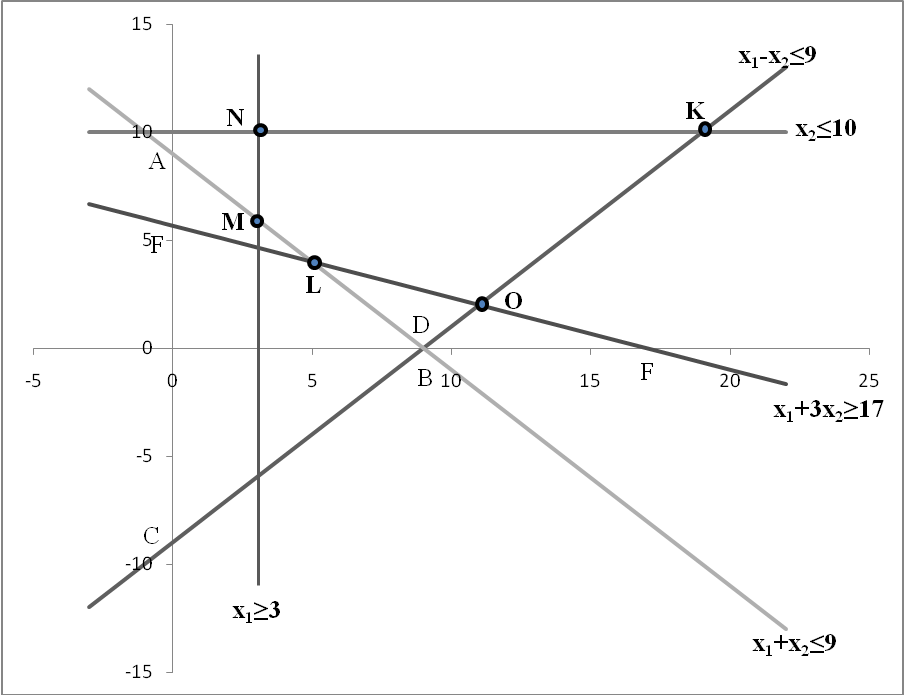 15
x₁-x₂≤9
N
K
10
x₂≤10
A
M
5
F
L
O
D
0
-5
0
5
B
10
15
F
20
25
x₁+3x₂≥17
-5
C
-10
x₁≥3
x₁+x₂≤9
-15